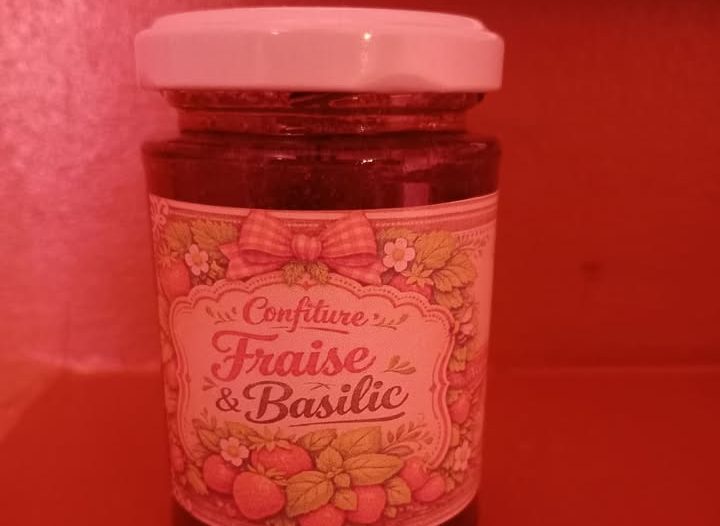 Confiture
Fraise
& Basilic